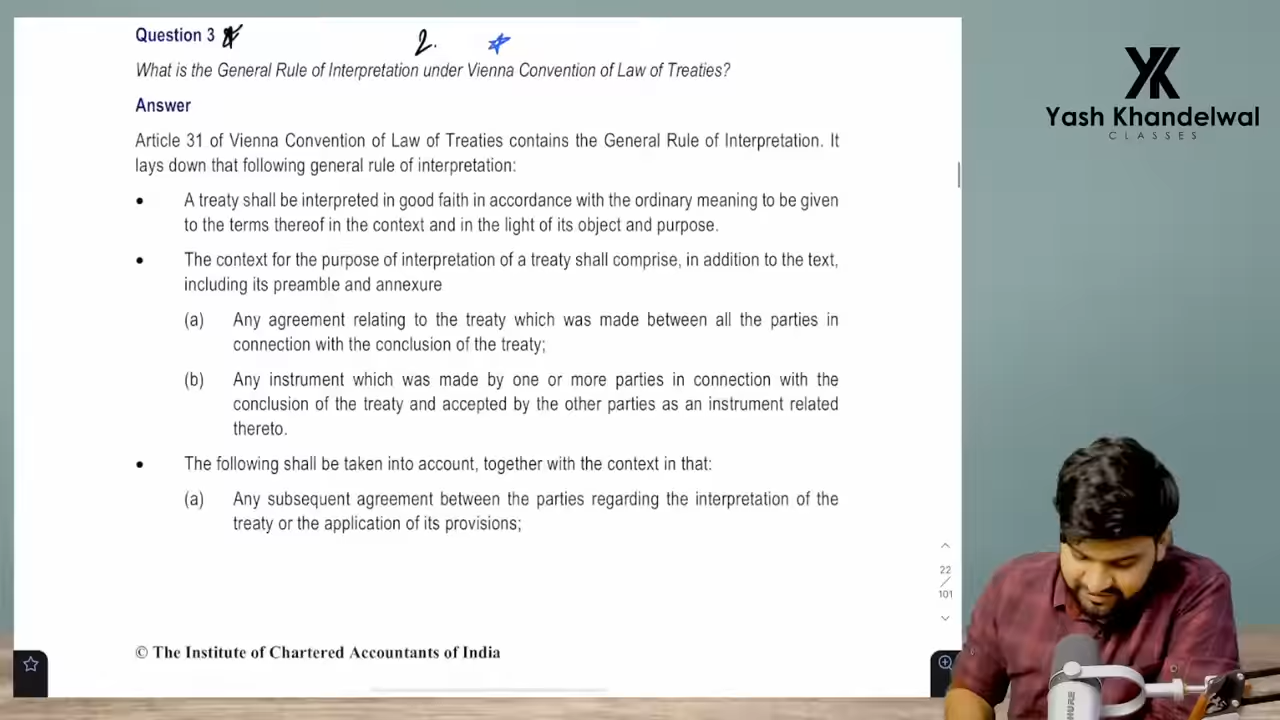 Question 3
2.
What is the General Rule of Interpretation under Vienna Convention of Law of Treaties?
Answer
Article 31 of Vienna Convention of Law of Treaties contains the General Rule of Interpretation. It
lays down that following general rule of interpretation:
• A treaty shall be interpreted in good faith in accordance with the ordinary meaning to be given
to the terms thereof in the context and in the light of its object and purpose.
• The context for the purpose of interpretation of a treaty shall comprise, in addition to the text,
including its preamble and annexure
(a) Any agreement relating to the treaty which was made between all the parties in
connection with the conclusion of the treaty;
(b) Any instrument which was made by one or more parties in connection with the
conclusion of the treaty and accepted by the other parties as an instrument related
thereto.
• The following shall be taken into account, together with the context in that:
(a) Any subsequent agreement between the parties regarding the interpretation of the
treaty or the application of its provisions;
22
/
101
© The Institute of Chartered Accountants of India
Yash Khandelwal
CLASSES